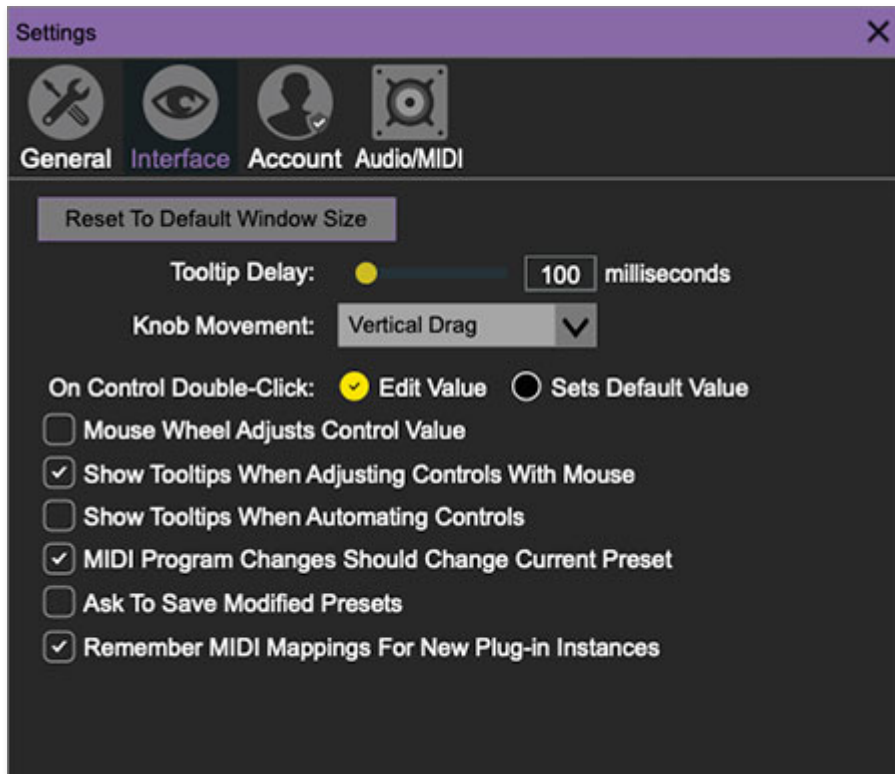 Settings
General Interface Account Audio/MIDI
Reset To Default Window Size
Tooltip Delay: 100 milliseconds
Knob Movement: Vertical Drag
On Control Double-Click: Edit Value Sets Default Value
Mouse Wheel Adjusts Control Value
Show Tooltips When Adjusting Controls With Mouse
Show Tooltips When Automating Controls
MIDI Program Changes Should Change Current Preset
Ask To Save Modified Presets
Remember MIDI Mappings For New Plug-in Instances